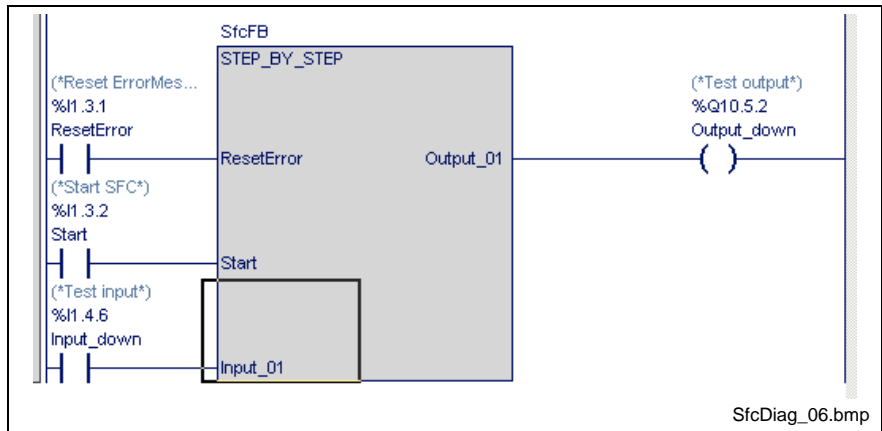 SfcFB
STEP_BY_STEP
(*Reset ErrorMes...
%I1.3.1
ResetError
(*Test output*)
%Q10.5.2
Output_down
ResetError
Output_01
(*Start SFC*)
%I1.3.2
Start
Start
(*Test input*)
%I1.4.6
Input_down
Input_01
SfcDiag_06.bmp